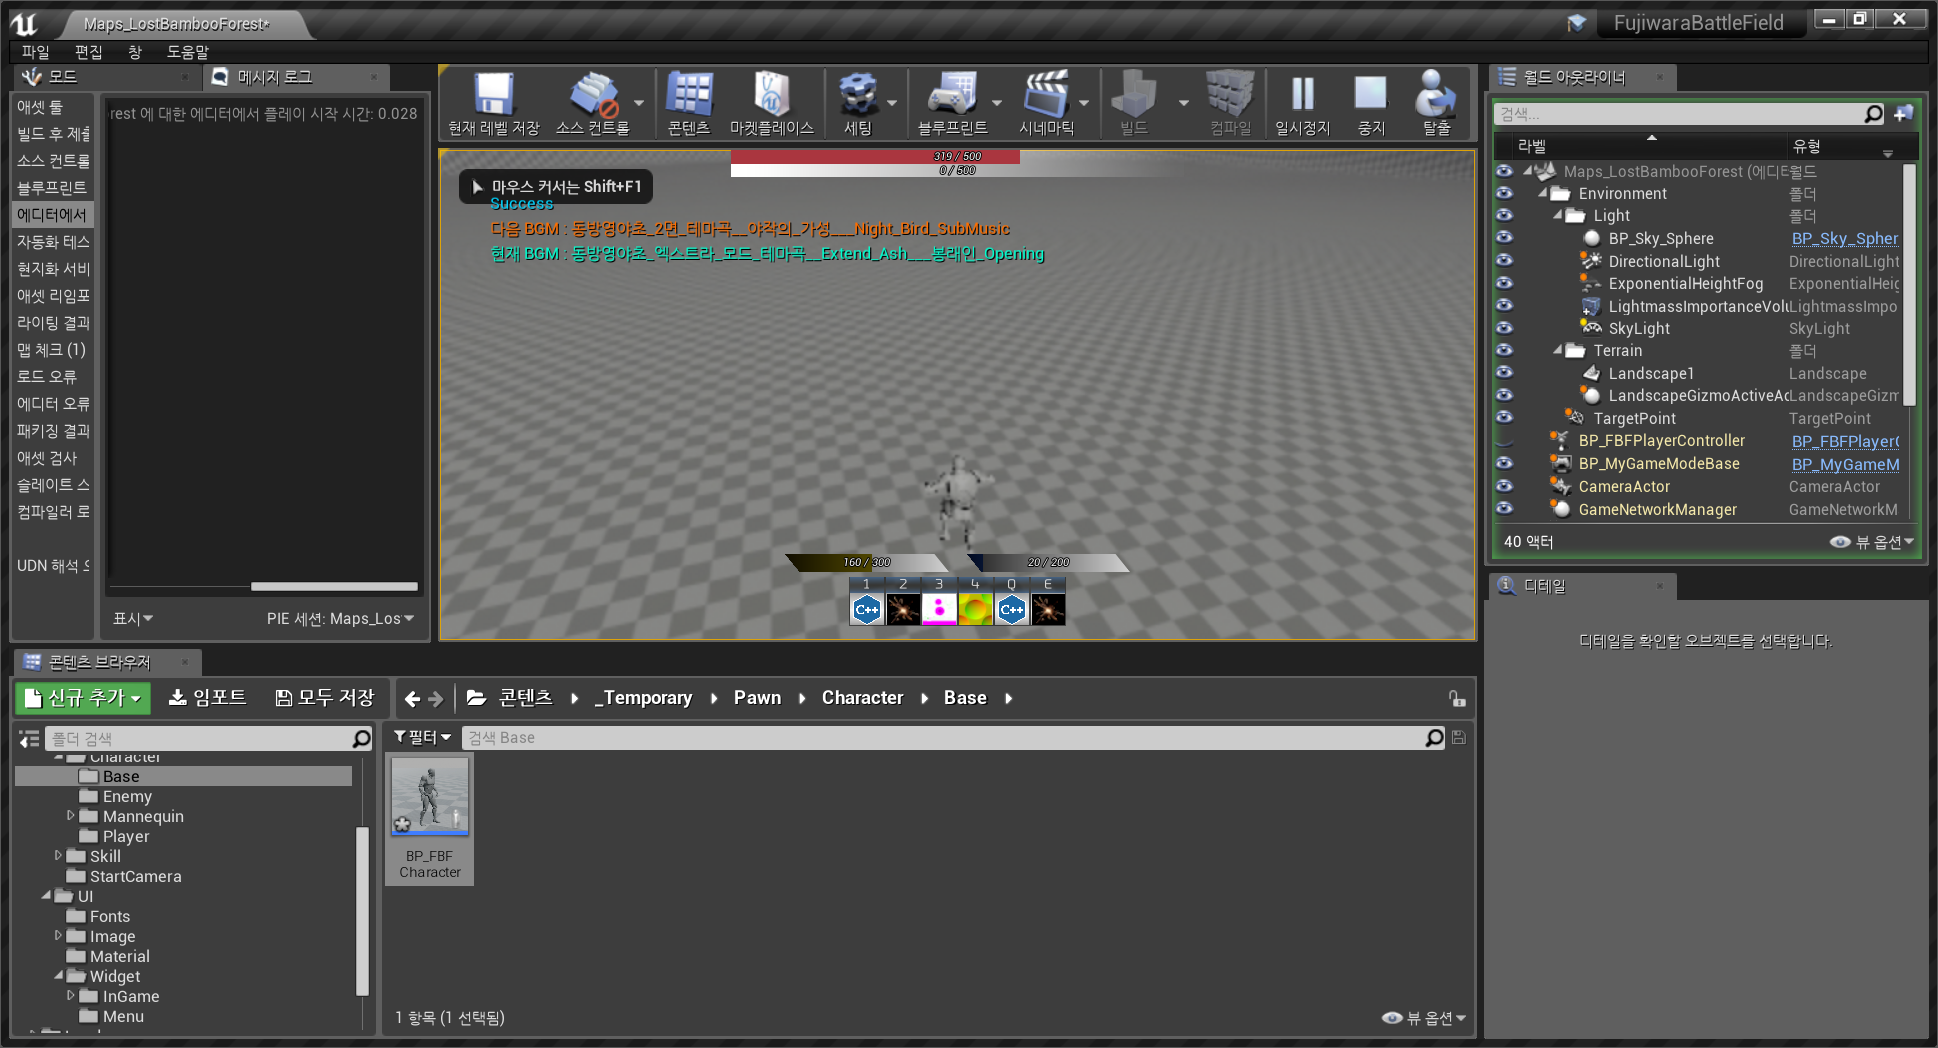 Maps_LostBambooForest*
FujiwaraBattleField
파일 편집 창 도움말
모드
메시지 로그
애셋 툴
빌드 후 제출
소스 컨트롤
블루프린트
에디터에서
자동화 테스
현지화 서비
애셋 리임포
라이팅 결과
맵 체크 (1)
로드 오류
에디터 오류
패키징 결과
애셋 검사
슬레이트 스
컴파일러 로
UDN 해석 오
rest 에 대한 에디터에서 플레이 시작 시간: 0.028
표시
PIE 세션: Maps_Los
현재 레벨 저장
소스 컨트롤
콘텐츠
마켓플레이스
세팅
블루프린트
시네마틱
빌드
컴파일
일시정지
중지
탈출
319 / 500
0 / 500
마우스 커서는 Shift+F1
Success
다음 BGM : 동방영야초_2면_테마곡__야작의_가성___Night_Bird_SubMusic
현재 BGM : 동방영야초_엑스트라_모드_테마곡__Extend_Ash___봉래인_Opening
160 / 300
20 / 200
1 2 3 4 Q E
C++
C++
월드 아웃라이너
검색...
라벨
유형
Maps_LostBambooForest (에디터 월드
Environment 폴더
Light 폴더
BP_Sky_Sphere BP_Sky_Spher
DirectionalLight DirectionalLight
ExponentialHeightFog ExponentialHeig
LightmassImportanceVolu LightmassImpo
SkyLight SkyLight
Terrain 폴더
Landscape1 Landscape
LandscapeGizmoActiveAc LandscapeGizm
TargetPoint TargetPoint
BP_FBFPlayerController BP_FBFPlayerC
BP_MyGameModeBase BP_MyGameM
CameraActor CameraActor
GameNetworkManager GameNetworkM
40 액터
뷰 옵션
디테일
디테일을 확인할 오브젝트를 선택합니다.
콘텐츠 브라우저
신규 추가
임포트
모두 저장
콘텐츠 _Temporary Pawn Character Base
폴더 검색
필터
검색 Base
Character
Base
Enemy
Mannequin
Player
Skill
StartCamera
UI
Fonts
Image
Material
Widget
InGame
Menu
BP_FBF
Character
1 항목 (1 선택됨)
뷰 옵션